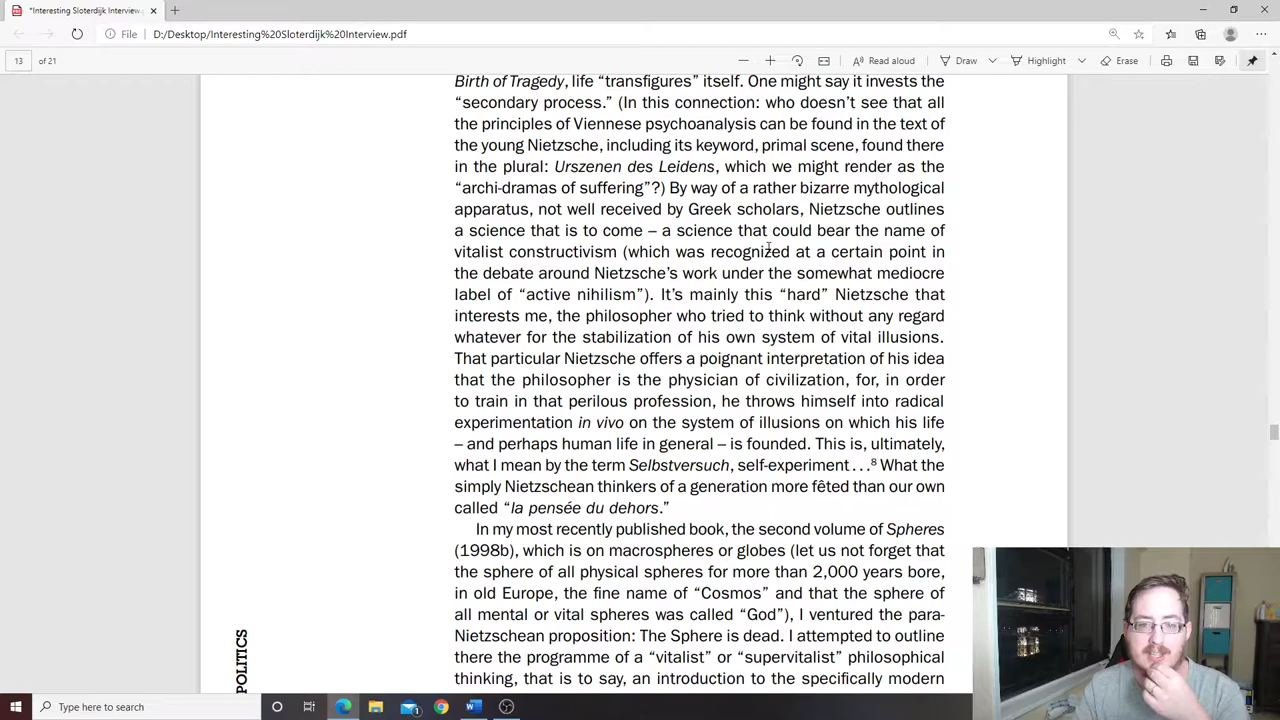 *Interesting Sloterdijk Interview.
File D:/Desktop/Interesting%20Sloterdijk%20Interview.pdf
13 of 21 Read aloud Draw Highlight Erase
Birth of Tragedy, life “transfigures” itself. One might say it invests the
“secondary process.” (In this connection: who doesn’t see that all
the principles of Viennese psychoanalysis can be found in the text of
the young Nietzsche, including its keyword, primal scene, found there
in the plural: Urszenen des Leidens, which we might render as the
“archi-dramas of suffering”?) By way of a rather bizarre mythological
apparatus, not well received by Greek scholars, Nietzsche outlines
a science that is to come – a science that could bear the name of
vitalist constructivism (which was recognized at a certain point in
the debate around Nietzsche’s work under the somewhat mediocre
label of “active nihilism”). It’s mainly this “hard” Nietzsche that
interests me, the philosopher who tried to think without any regard
whatever for the stabilization of his own system of vital illusions.
That particular Nietzsche offers a poignant interpretation of his idea
that the philosopher is the physician of civilization, for, in order
to train in that perilous profession, he throws himself into radical
experimentation in vivo on the system of illusions on which his life
– and perhaps human life in general – is founded. This is, ultimately,
what I mean by the term Selbstversuch, self-experiment . . .⁸ What the
simply Nietzschean thinkers of a generation more fêted than our own
called “la pensée du dehors.”
In my most recently published book, the second volume of Spheres
(1998b), which is on macrospheres or globes (let us not forget that
the sphere of all physical spheres for more than 2,000 years bore,
in old Europe, the fine name of “Cosmos” and that the sphere of
all mental or vital spheres was called “God”), I ventured the para-
Nietzschean proposition: The Sphere is dead. I attempted to outline
there the programme of a “vitalist” or “supervitalist” philosophical
thinking, that is to say, an introduction to the specifically modern
POLITICS
Type here to search